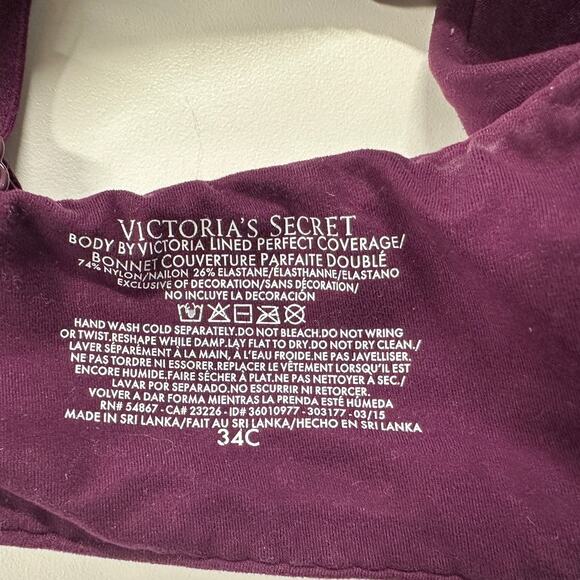 VICTORIA'S SECRET
BODY BY VICTORIA LINED PERFECT COVERAGE/
BONNET COUVERTURE PARFAITE DOUBLÉ
74% NYLON/NAILON 26% ELASTANE/ÉLASTHANNE/ELASTANO
EXCLUSIVE OF DECORATION/SANS DÉCORATION/
NO INCLUYE LA DECORACIÓN
HAND WASH COLD SEPARATELY.DO NOT BLEACH.DO NOT WRING
OR TWIST.RESHAPE WHILE DAMP.LAY FLAT TO DRY.DO NOT DRY CLEAN./
LAVER SÉPARÉMENT À LA MAIN, À L'EAU FROIDE.NE PAS JAVELLISER.
NE PAS TORDRE NI ESSORER.REPLACER LE VÊTEMENT LORSQU'IL EST
ENCORE HUMIDE.FAIRE SÉCHER À PLAT.NE PAS NETTOYER À SEC./
LAVAR POR SEPARADO.NO ESCURRIR NI RETORCER.
VOLVER A DAR FORMA MIENTRAS LA PRENDA ESTÉ HÚMEDA
RN# 54867 - CA# 23226 - ID# 36010977 - 303177 - 03/15
MADE IN SRI LANKA/FAIT AU SRI LANKA/HECHO EN SRI LANKA
34C